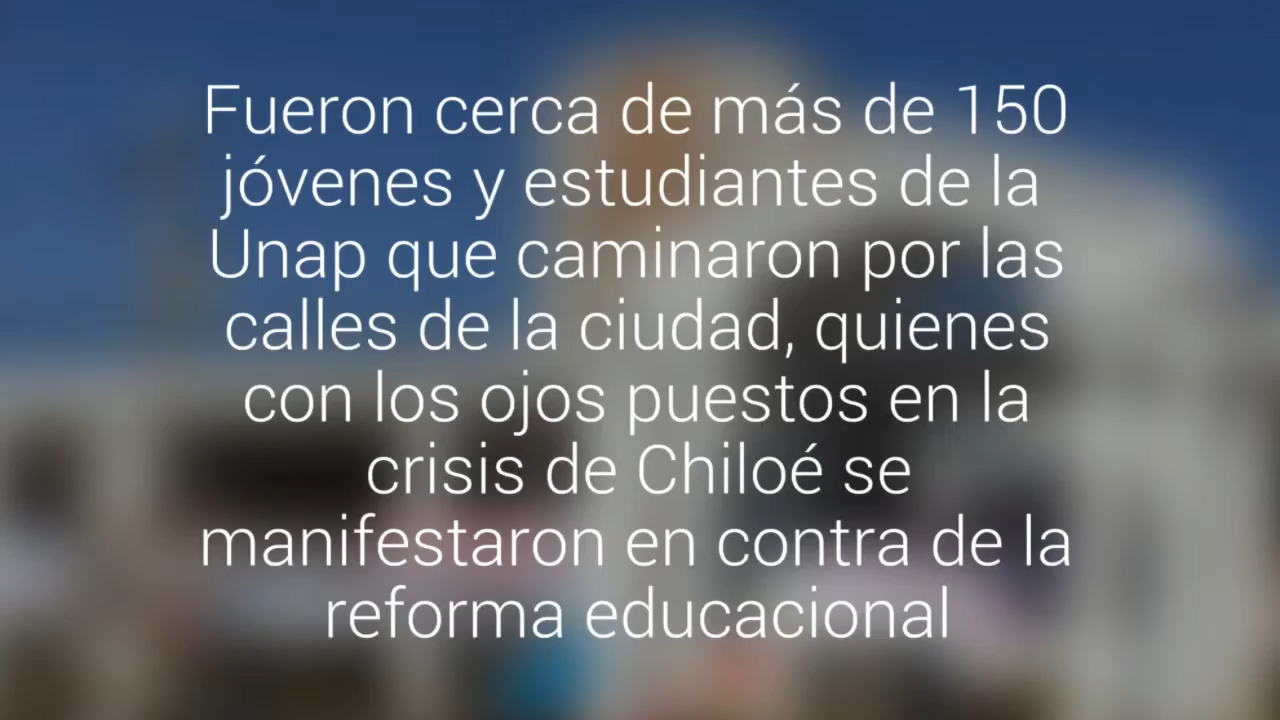 Fueron cerca de más de 150
jóvenes y estudiantes de la
Unap que caminaron por las
calles de la ciudad, quienes
con los ojos puestos en la
crisis de Chiloé se
manifestaron en contra de la
reforma educacional